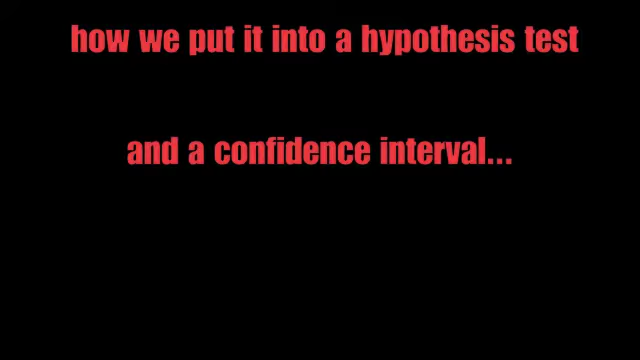 how we put it into a hypothesis test
and a confidence interval...